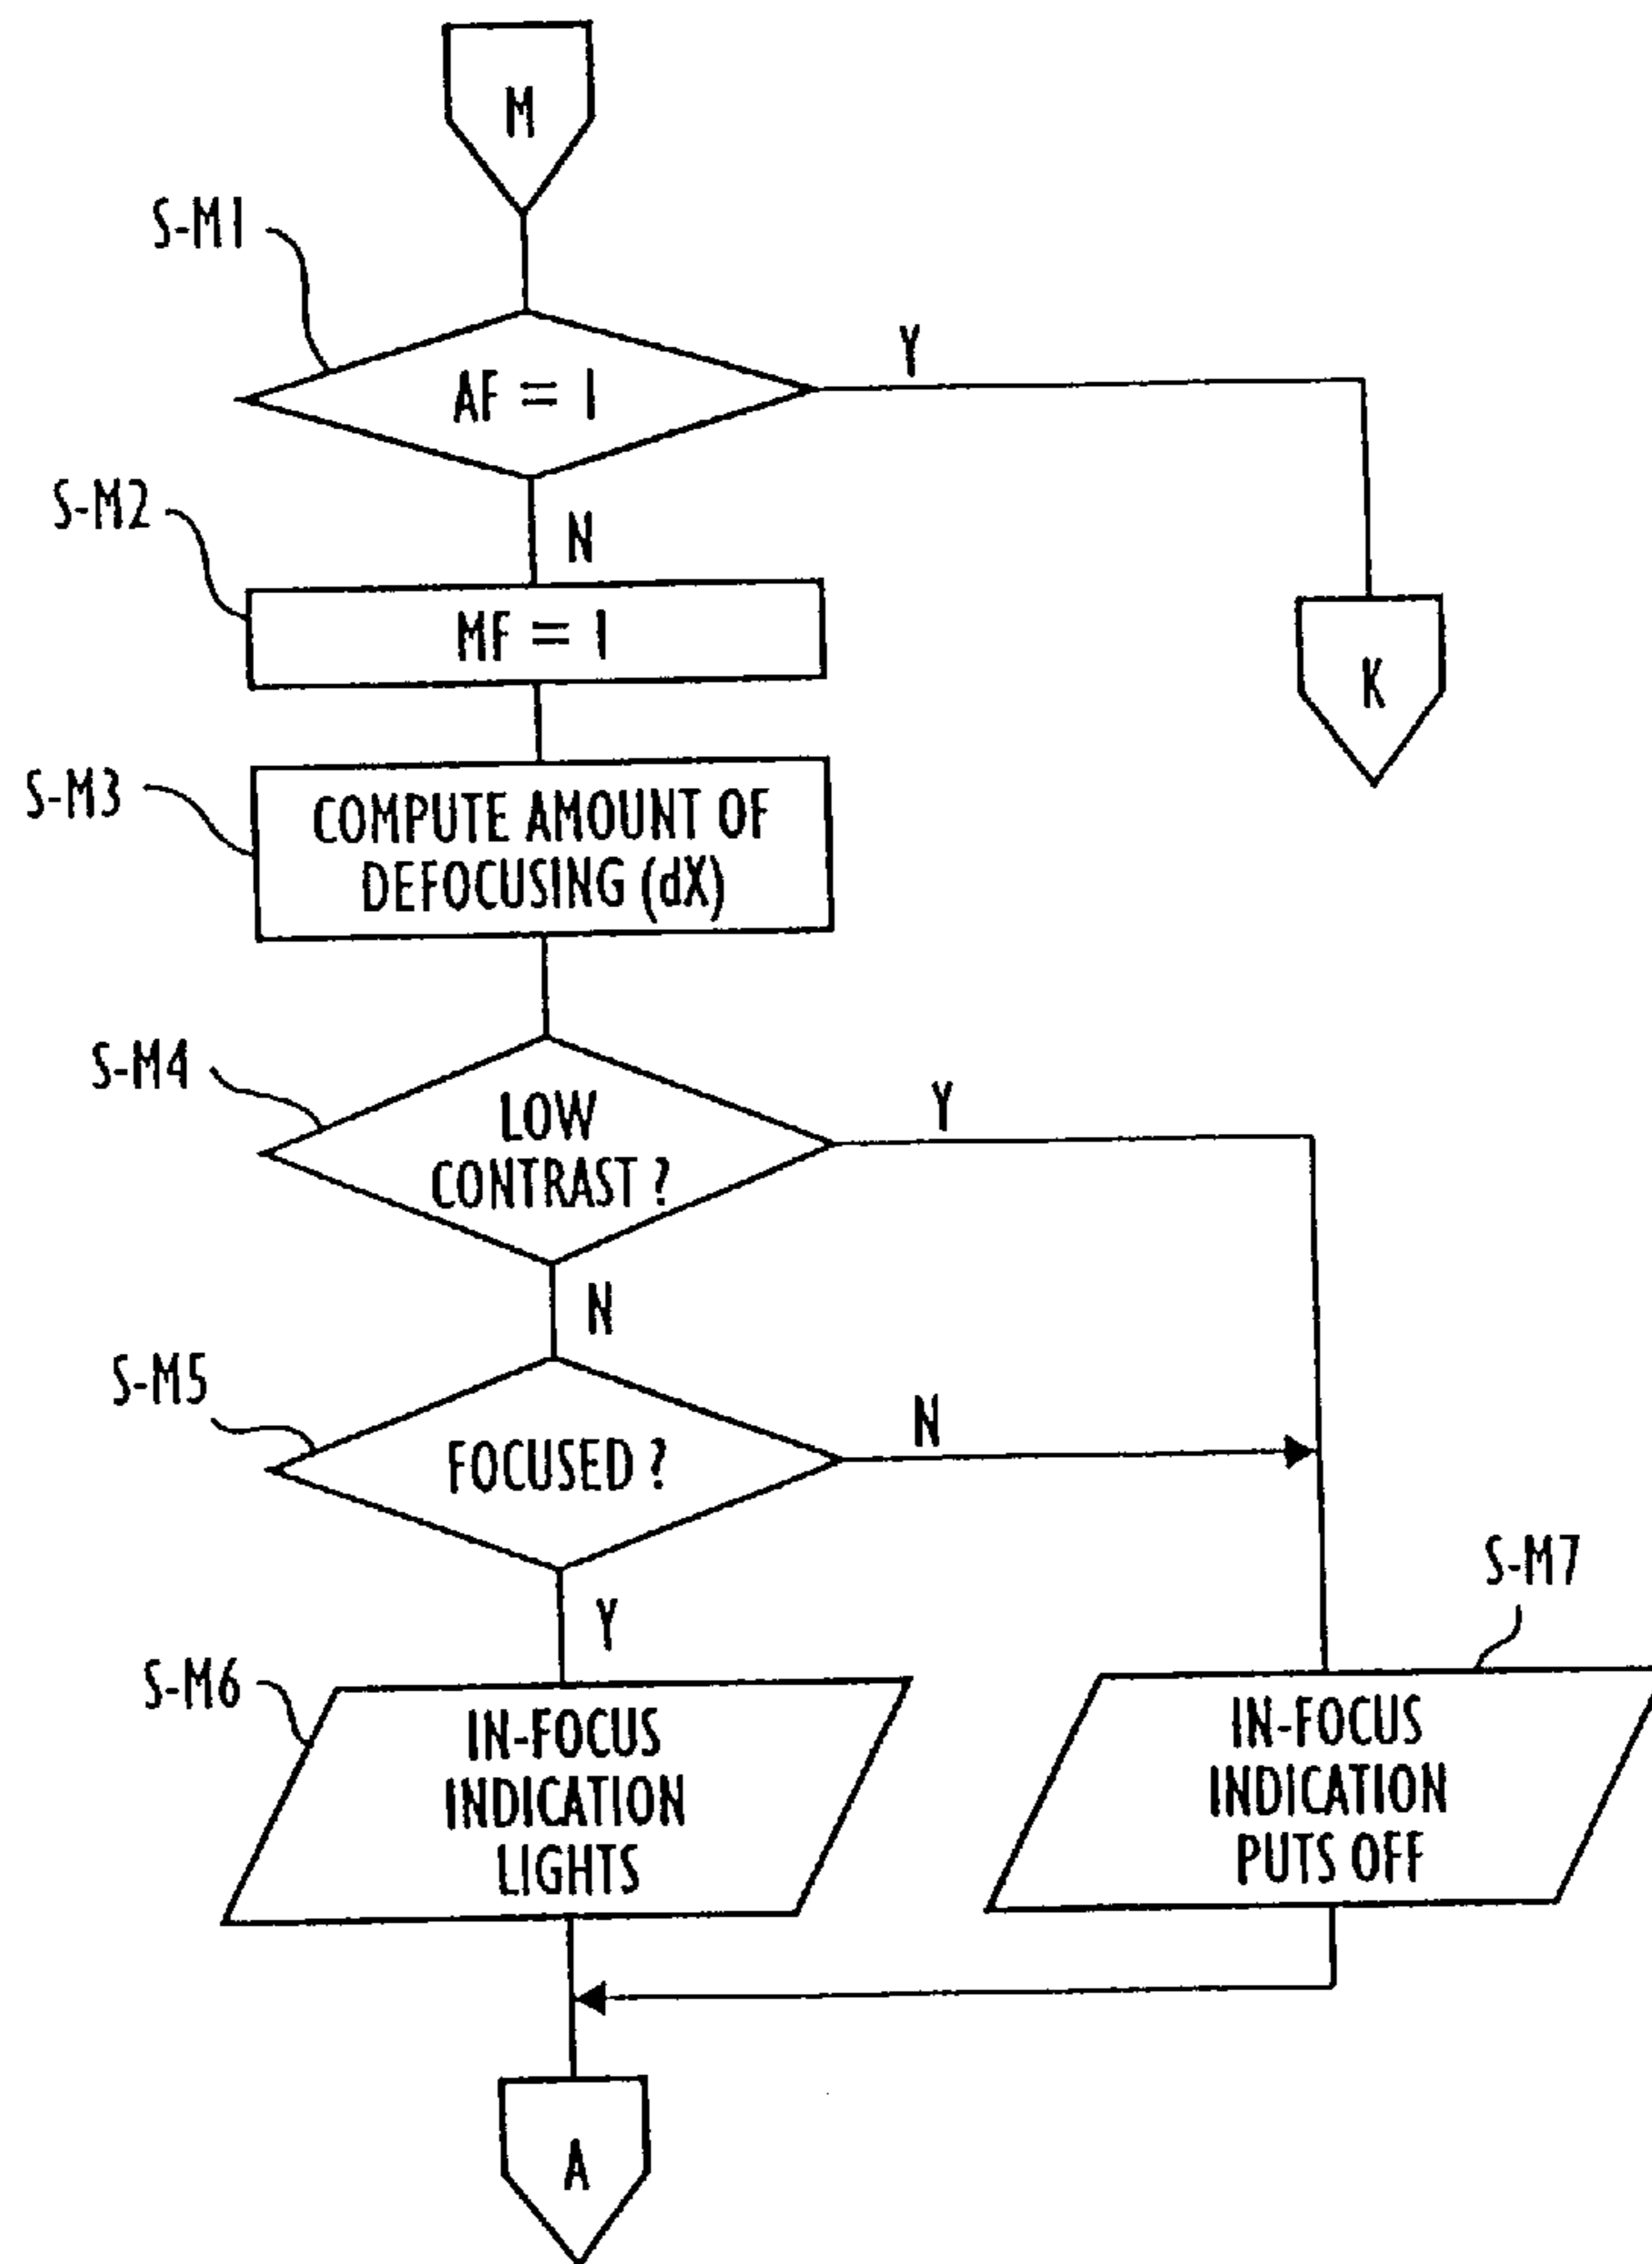 M
S-M1
AF = 1
Y
S-M2
N
MF = 1
K
S-M3
COMPUTE AMOUNT OF
DEFOCUSING (dX)
S-M4
LOW
CONTRAST ?
Y
N
S-M5
FOCUSED ?
N
Y
S-M7
S-M6
IN-FOCUS
INDICATION
LIGHTS
IN-FOCUS
INDICATION
PUTS OFF
A